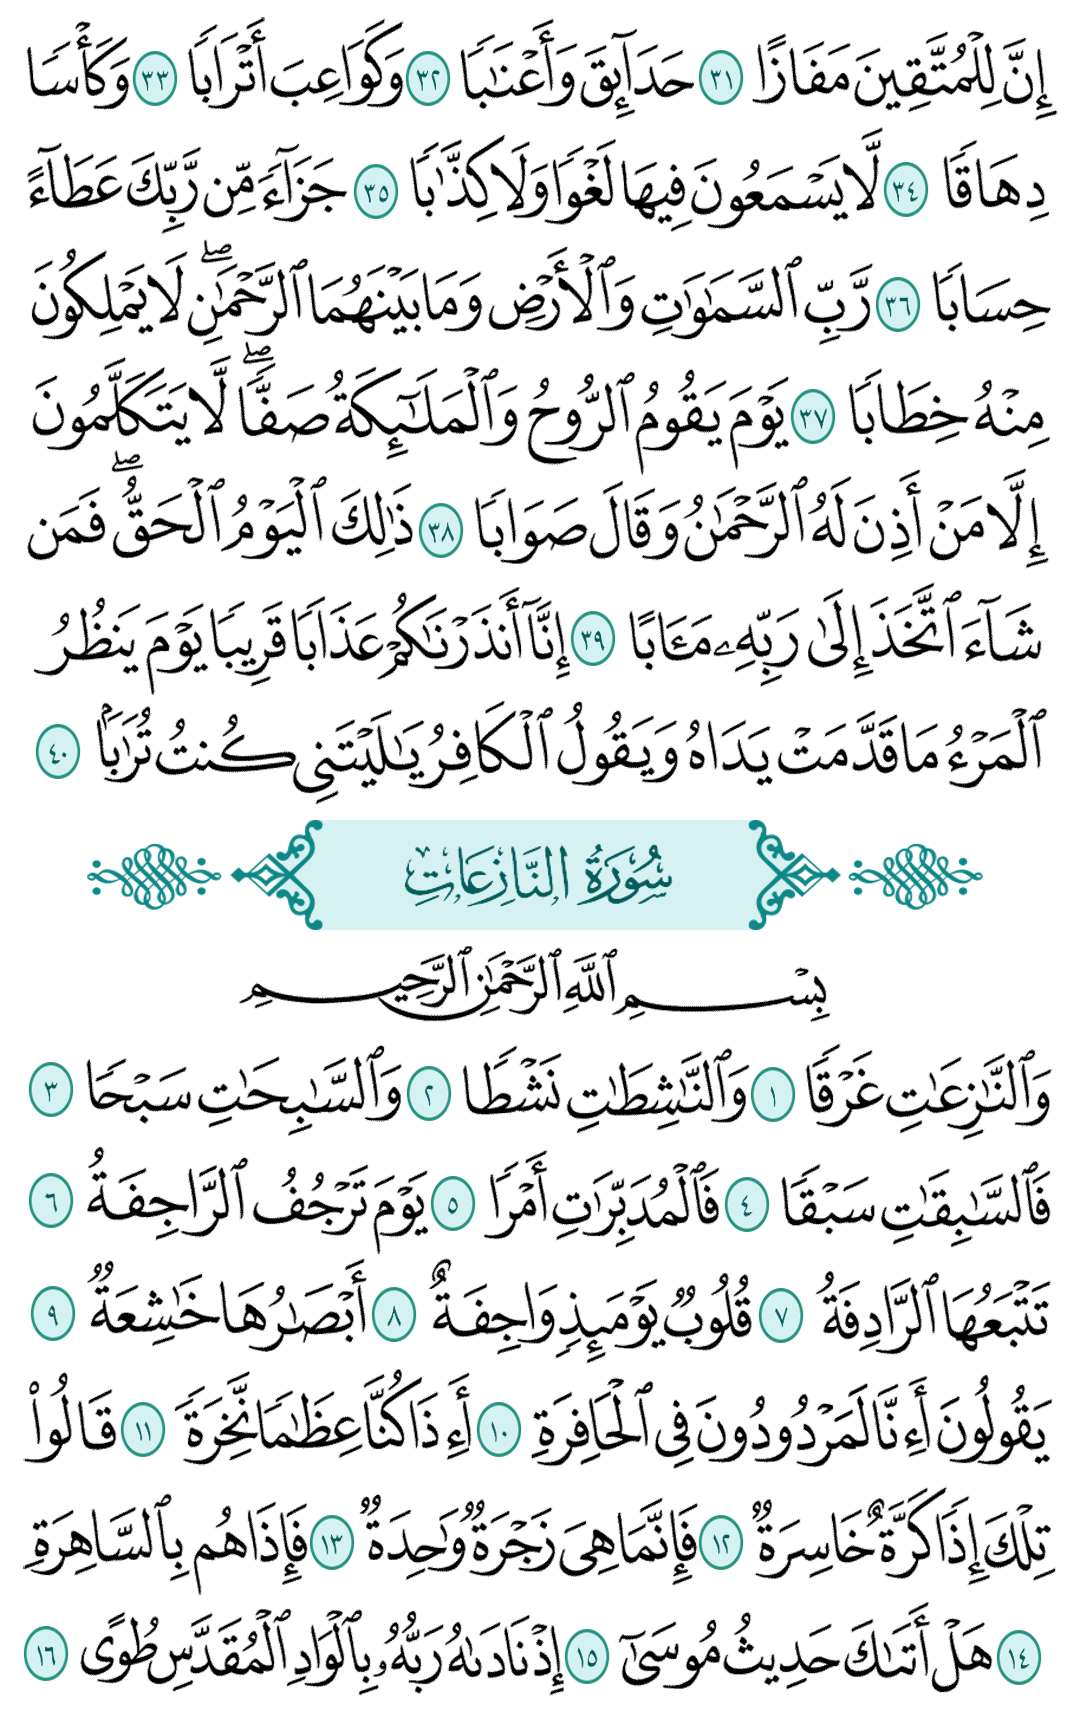 إِنَّ لِلْمُتَّقِينَ مَفَازًا ٣١ حَدَآئِقَ وَأَعْنَٰبًا ٣٢ وَكَوَاعِبَ أَتْرَابًا ٣٣ وَكَأْسًا
دِهَاقًا ٣٤ لَّا يَسْمَعُونَ فِيهَا لَغْوًا وَلَا كِذَّٰبًا ٣٥ جَزَآءً مِّن رَّبِّكَ عَطَآءً
حِسَابًا ٣٦ رَّبِّ ٱلسَّمَٰوَٰتِ وَٱلْأَرْضِ وَمَا بَيْنَهُمَا ٱلرَّحْمَٰنِۖ لَا يَمْلِكُونَ
مِنْهُ خِطَابًا ٣٧ يَوْمَ يَقُومُ ٱلرُّوحُ وَٱلْمَلَٰٓئِكَةُ صَفًّاۖ لَّا يَتَكَلَّمُونَ
إِلَّا مَنْ أَذِنَ لَهُ ٱلرَّحْمَٰنُ وَقَالَ صَوَابًا ٣٨ ذَٰلِكَ ٱلْيَوْمُ ٱلْحَقُّۖ فَمَن
شَآءَ ٱتَّخَذَ إِلَىٰ رَبِّهِۦ مَـَٔابًا ٣٩ إِنَّآ أَنذَرْنَٰكُمْ عَذَابًا قَرِيبًا يَوْمَ يَنظُرُ
ٱلْمَرْءُ مَا قَدَّمَتْ يَدَاهُ وَيَقُولُ ٱلْكَافِرُ يَٰلَيْتَنِى كُنتُ تُرَٰبًۢا ٤٠
سُورَةُ النَّازِعَاتِ
بِسْمِ ٱللَّهِ ٱلرَّحْمَٰنِ ٱلرَّحِيمِ
وَٱلنَّٰزِعَٰتِ غَرْقًا ١ وَٱلنَّٰشِطَٰتِ نَشْطًا ٢ وَٱلسَّٰبِحَٰتِ سَبْحًا ٣
فَٱلسَّٰبِقَٰتِ سَبْقًا ٤ فَٱلْمُدَبِّرَٰتِ أَمْرًا ٥ يَوْمَ تَرْجُفُ ٱلرَّاجِفَةُ ٦
تَتْبَعُهَا ٱلرَّادِفَةُ ٧ قُلُوبٌ يَوْمَئِذٍ وَاجِفَةٌ ٨ أَبْصَٰرُهَا خَٰشِعَةٌ ٩
يَقُولُونَ أَءِنَّا لَمَرْدُودُونَ فِى ٱلْحَافِرَةِ ١٠ أَءِذَا كُنَّا عِظَٰمًا نَّخِرَةً ١١ قَالُوا۟
تِلْكَ إِذًا كَرَّةٌ خَاسِرَةٌ ١٢ فَإِنَّمَا هِىَ زَجْرَةٌ وَٰحِدَةٌ ١٣ فَإِذَا هُم بِٱلسَّاهِرَةِ
١٤ هَلْ أَتَىٰكَ حَدِيثُ مُوسَىٰٓ ١٥ إِذْ نَادَىٰهُ رَبُّهُۥ بِٱلْوَادِ ٱلْمُقَدَّسِ طُوًى ١٦